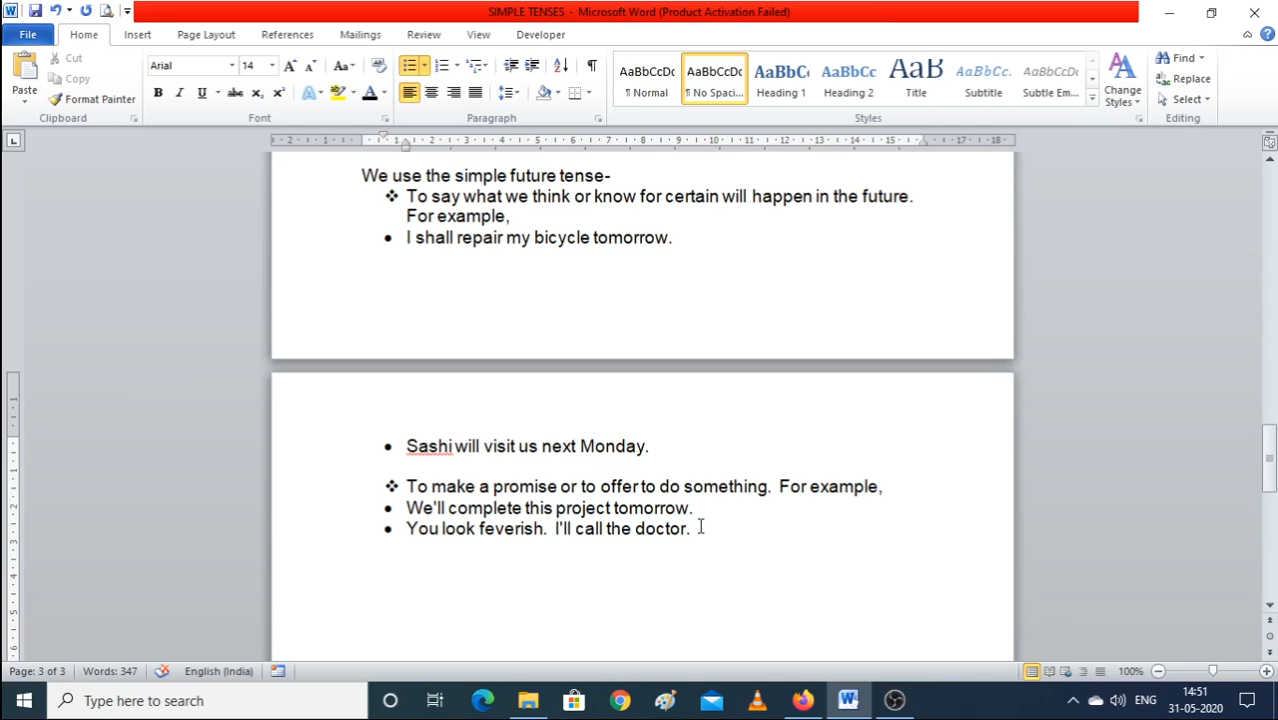 SIMPLE TENSES - Microsoft Word (Product Activation Failed)
File Home Insert Page Layout References Mailings Review View Developer
Paste Cut Copy Format Painter
Clipboard
Arial 14
Font
Paragraph
AaBbCcDc AaBbCcDc AaBbCc AaBbCc AaB AaBbCc. AaBbCcDc
¶ Normal ¶ No Spaci... Heading 1 Heading 2 Title Subtitle Subtle Em...
Change Styles
Styles
Find Replace Select
Editing
We use the simple future tense-
❖ To say what we think or know for certain will happen in the future.
For example,
• I shall repair my bicycle tomorrow.
• Sashi will visit us next Monday.
❖ To make a promise or to offer to do something. For example,
• We'll complete this project tomorrow.
• You look feverish. I'll call the doctor.
Page: 3 of 3 Words: 347 English (India) 100%
Type here to search ENG 14:51
31-05-2020